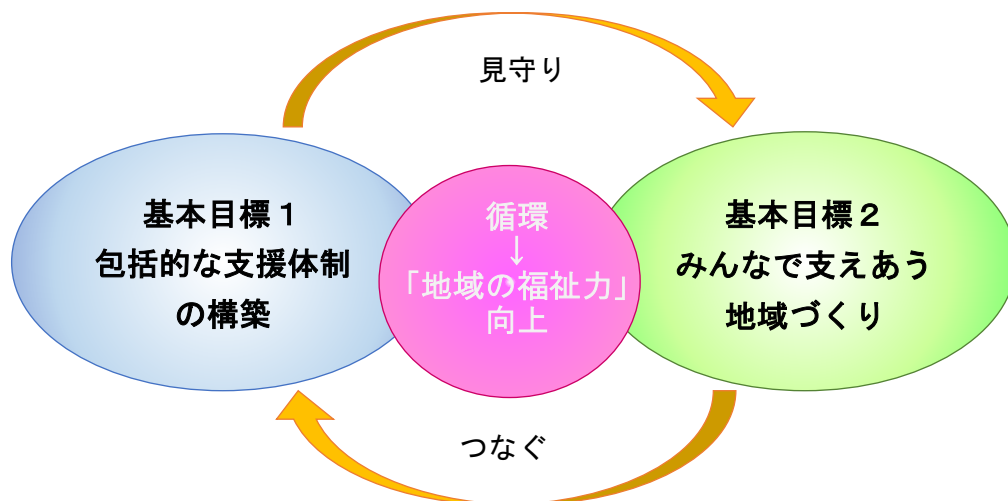 見守り
基本目標１
包括的な支援体制
の構築
循環
↓
「地域の福祉力」
向上
基本目標２
みんなで支えあう
地域づくり
つなぐ